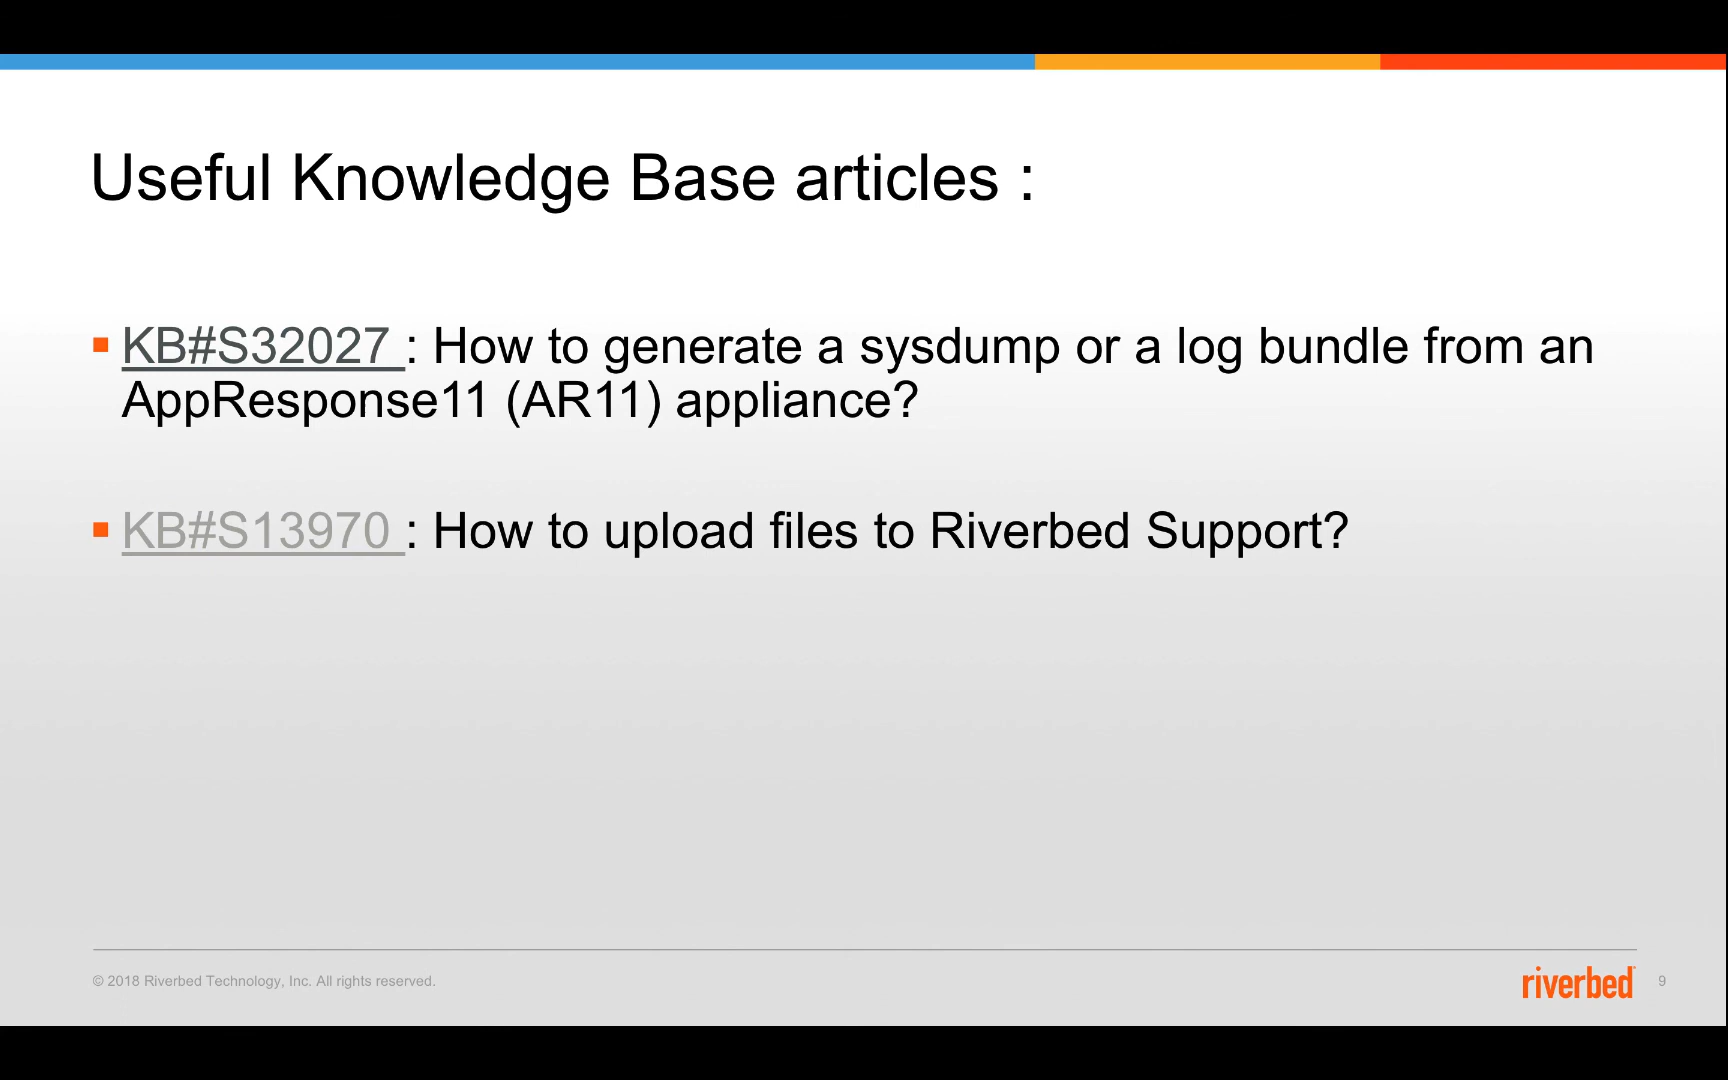 Useful Knowledge Base articles :
KB#S32027 : How to generate a sysdump or a log bundle from an
AppResponse11 (AR11) appliance?
KB#S13970 : How to upload files to Riverbed Support?
© 2018 Riverbed Technology, Inc. All rights reserved.
riverbed
9